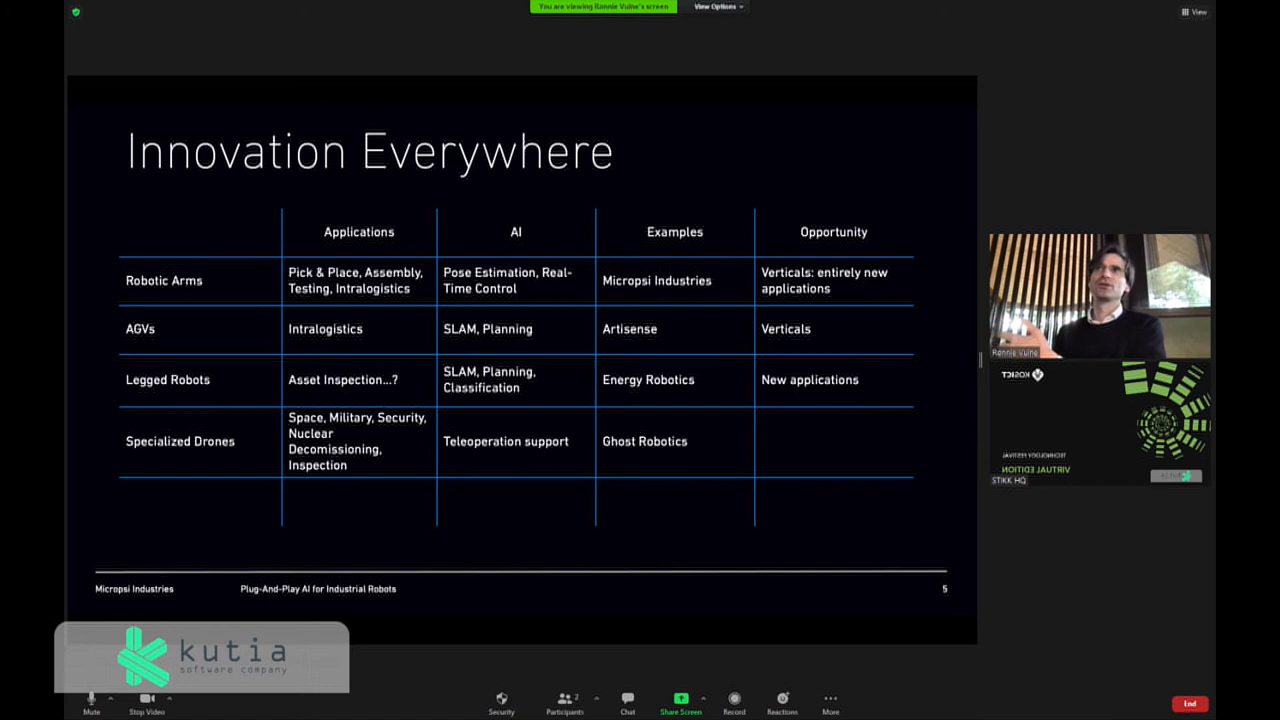 You are viewing Ronnie Vuine's screen
View Options
View
Innovation Everywhere
Applications
AI
Examples
Opportunity
Robotic Arms
Pick & Place, Assembly,
Testing, Intralogistics
Pose Estimation, Real-
Time Control
Micropsi Industries
Verticals: entirely new
applications
AGVs
Intralogistics
SLAM, Planning
Artisense
Verticals
Legged Robots
Asset Inspection...?
SLAM, Planning,
Classification
Energy Robotics
New applications
Specialized Drones
Space, Military, Security,
Nuclear
Decomissioning,
Inspection
Teleoperation support
Ghost Robotics
Micropsi Industries
Plug-And-Play AI for Industrial Robots
5
Ronnie Vuine
KOSICT
TECHNOLOGY FESTIVAL
VIRTUAL EDITION
STIKK HQ
kutia
software company
Mute
Stop Video
Security
Participants
2
Chat
Share Screen
Record
Reactions
More
End